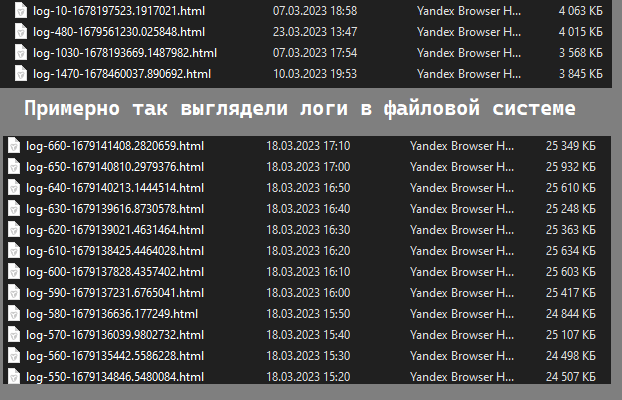 log-10-1678197523.1917021.html 07.03.2023 18:58 Yandex Browser H... 4 063 КБ
log-480-1679561230.025848.html 23.03.2023 13:47 Yandex Browser H... 4 015 КБ
log-1030-1678193669.1487982.html 07.03.2023 17:54 Yandex Browser H... 3 568 КБ
log-1470-1678460037.890692.html 10.03.2023 19:53 Yandex Browser H... 3 845 КБ
Примерно так выглядели логи в файловой системе
log-660-1679141408.2820659.html 18.03.2023 17:10 Yandex Browser H... 25 349 КБ
log-650-1679140810.2979376.html 18.03.2023 17:00 Yandex Browser H... 25 932 КБ
log-640-1679140213.1444514.html 18.03.2023 16:50 Yandex Browser H... 25 610 КБ
log-630-1679139616.8730578.html 18.03.2023 16:40 Yandex Browser H... 25 248 КБ
log-620-1679139021.4631464.html 18.03.2023 16:30 Yandex Browser H... 25 363 КБ
log-610-1679138425.4464028.html 18.03.2023 16:20 Yandex Browser H... 25 634 КБ
log-600-1679137828.4357402.html 18.03.2023 16:10 Yandex Browser H... 25 603 КБ
log-590-1679137231.6765041.html 18.03.2023 16:00 Yandex Browser H... 25 417 КБ
log-580-1679136636.177249.html 18.03.2023 15:50 Yandex Browser H... 24 844 КБ
log-570-1679136039.9802732.html 18.03.2023 15:40 Yandex Browser H... 25 107 КБ
log-560-1679135442.5586228.html 18.03.2023 15:30 Yandex Browser H... 24 498 КБ
log-550-1679134846.5480084.html 18.03.2023 15:20 Yandex Browser H... 24 507 КБ